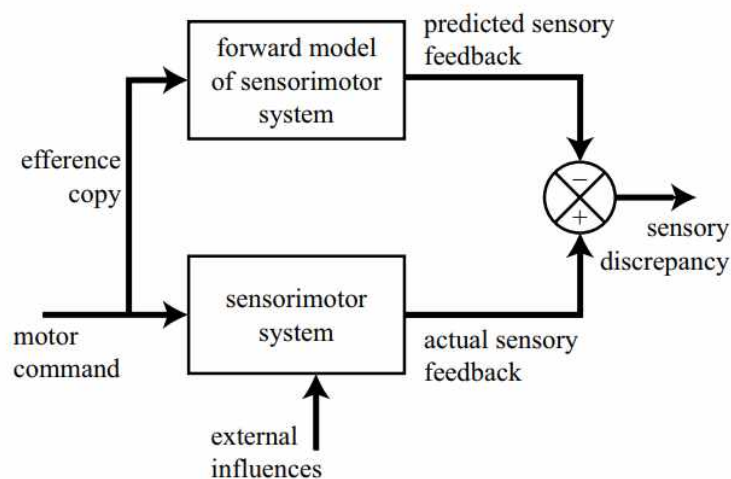 forward model
of sensorimotor
system
predicted sensory
feedback
efference
copy
−
+
sensory
discrepancy
sensorimotor
system
motor
command
actual sensory
feedback
external
influences